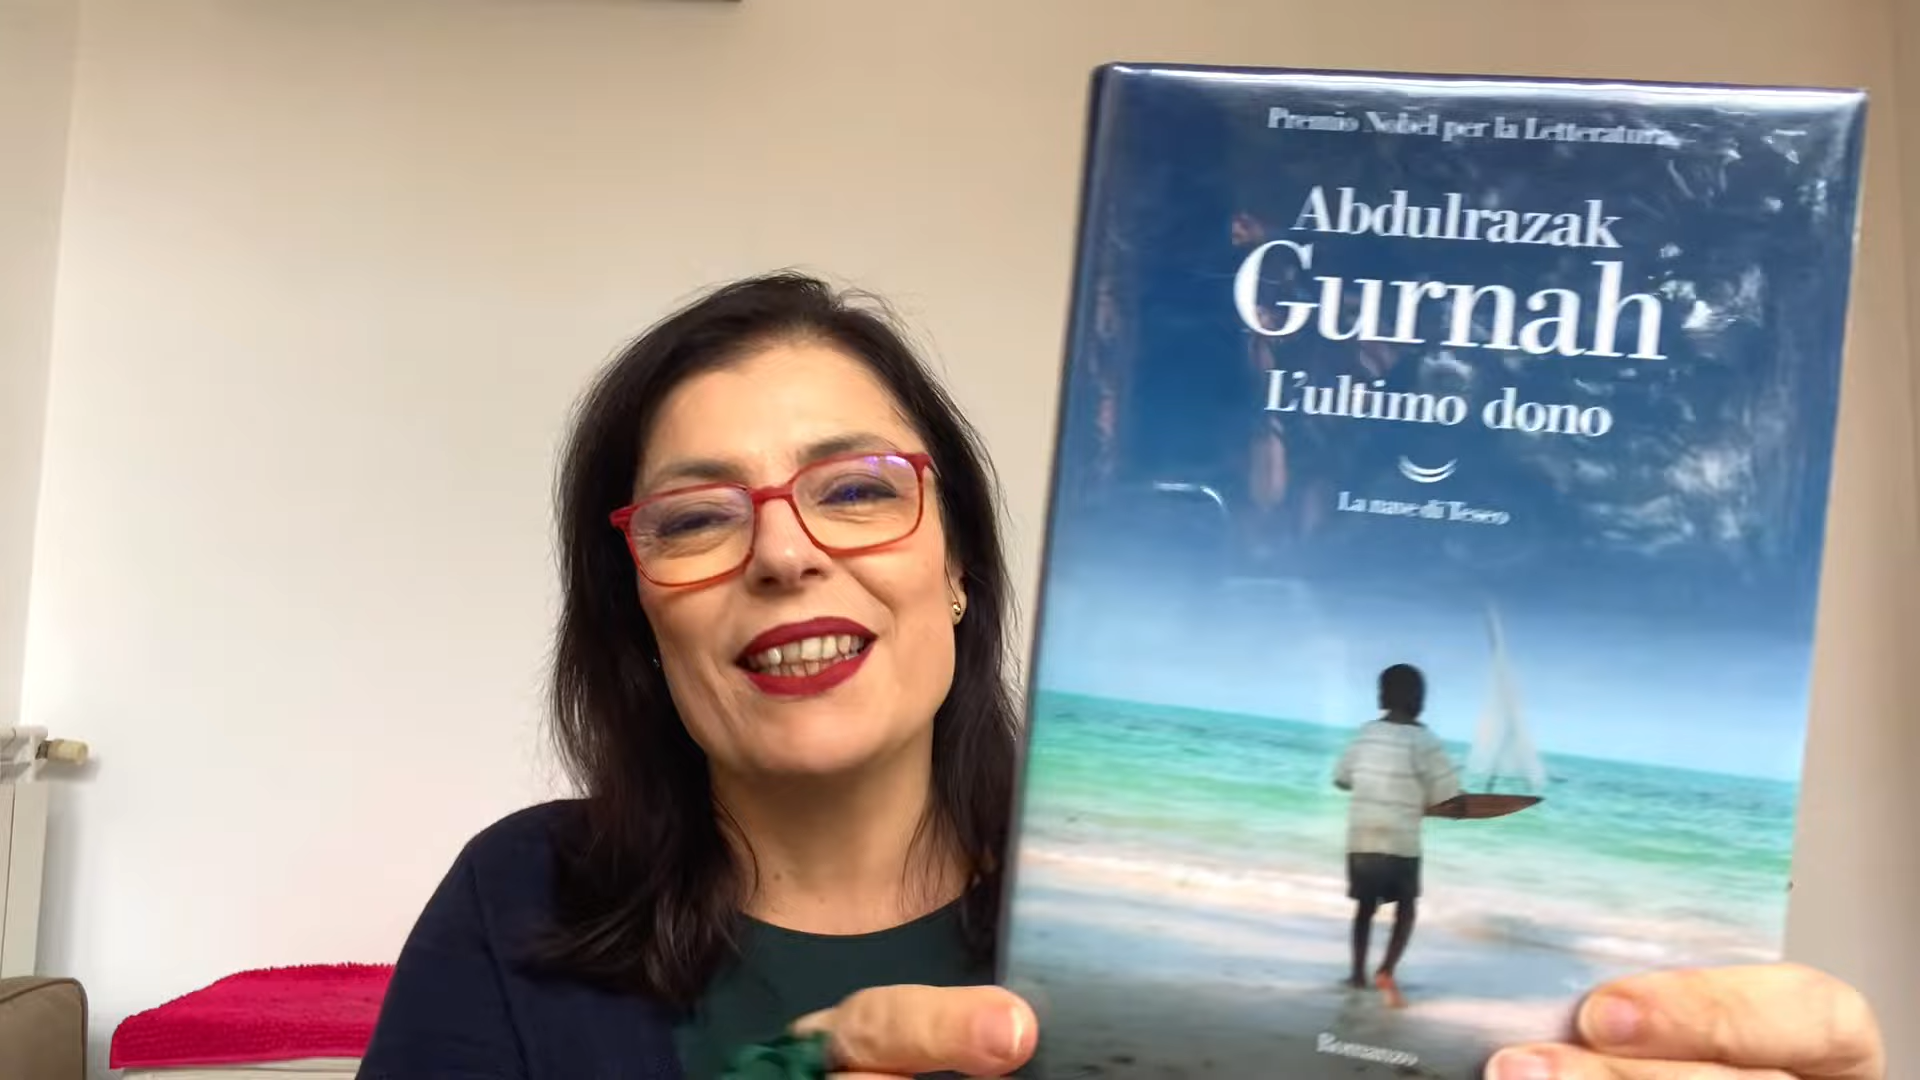 Premio Nobel per la Letteratura
Abdulrazak
Gurnah
L'ultimo dono
La nave di Teseo
Romanzo